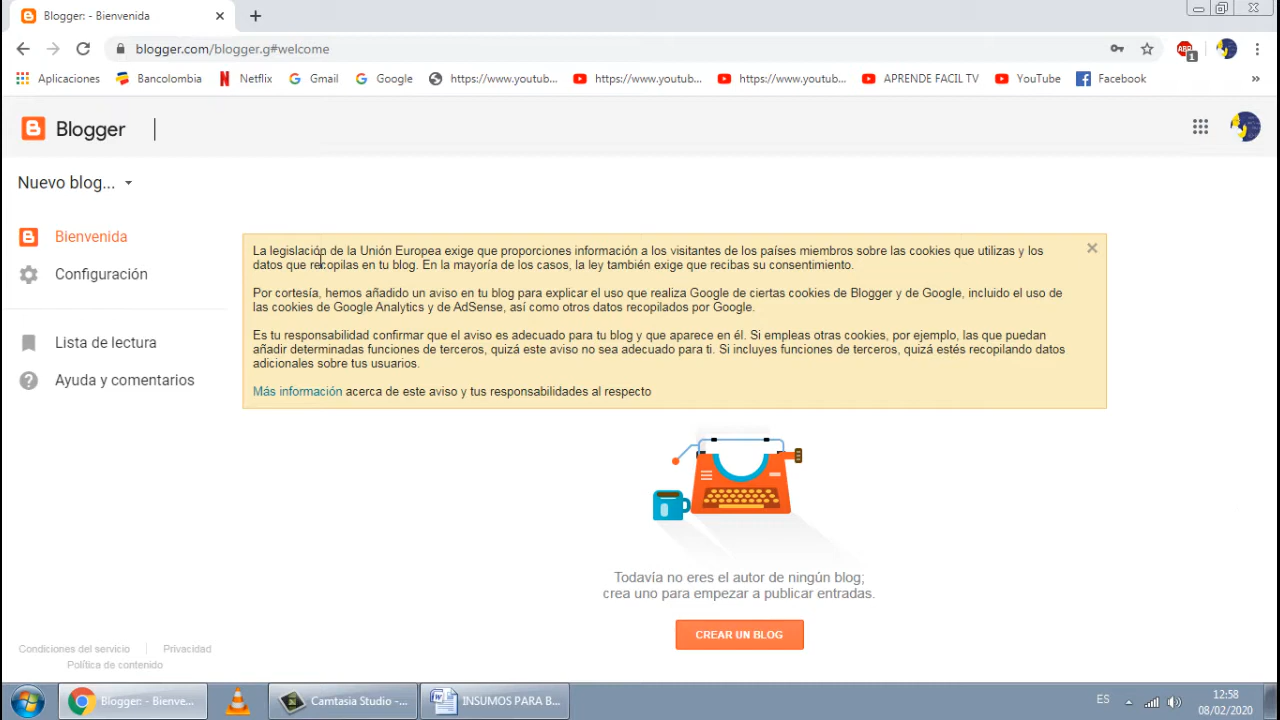 Blogger: - Bienvenida
blogger.com/blogger.g#welcome
ABP
1
Aplicaciones
Bancolombia
Netflix
Gmail
Google
https://www.youtub...
https://www.youtub...
https://www.youtub...
APRENDE FACIL TV
YouTube
Facebook
»
Blogger
Nuevo blog...
Bienvenida
Configuración
Lista de lectura
Ayuda y comentarios
La legislación de la Unión Europea exige que proporciones información a los visitantes de los países miembros sobre las cookies que utilizas y los
datos que recopilas en tu blog. En la mayoría de los casos, la ley también exige que recibas su consentimiento.
Por cortesía, hemos añadido un aviso en tu blog para explicar el uso que realiza Google de ciertas cookies de Blogger y de Google, incluido el uso de
las cookies de Google Analytics y de AdSense, así como otros datos recopilados por Google.
Es tu responsabilidad confirmar que el aviso es adecuado para tu blog y que aparece en él. Si empleas otras cookies, por ejemplo, las que puedan
añadir determinadas funciones de terceros, quizá este aviso no sea adecuado para ti. Si incluyes funciones de terceros, quizá estés recopilando datos
adicionales sobre tus usuarios.
Más información acerca de este aviso y tus responsabilidades al respecto
Todavía no eres el autor de ningún blog;
crea uno para empezar a publicar entradas.
CREAR UN BLOG
Condiciones del servicio
Privacidad
Política de contenido
Blogger: - Bienve...
Camtasia Studio -...
INSUMOS PARA B...
ES
12:58
08/02/2020